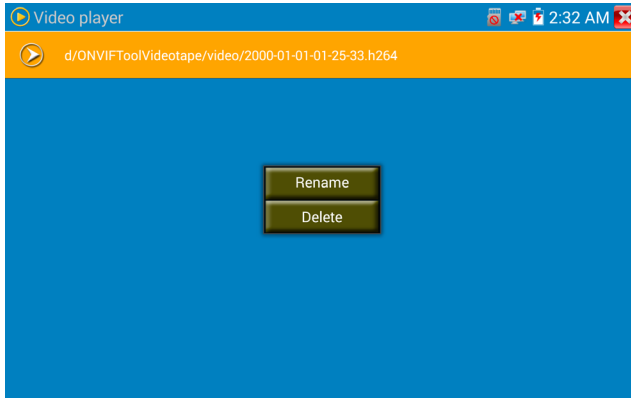 Video player
2:32 AM
d/ONVIFToolVideotape/video/2000-01-01-01-25-33.h264
Rename
Delete